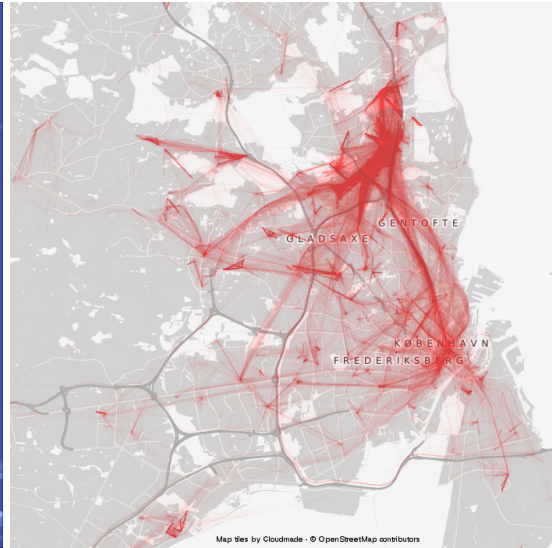 GENTOFTE
GLADSAXE
KØBENHAVN
FREDERIKSBERG
Map tiles by Cloudmade - © OpenStreetMap contributors